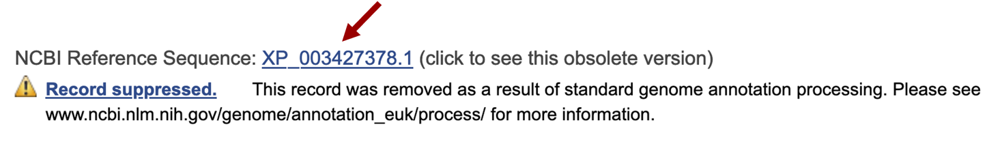 NCBI Reference Sequence: XP_003427378.1 (click to see this obsolete version)
Record suppressed. This record was removed as a result of standard genome annotation processing. Please see
www.ncbi.nlm.nih.gov/genome/annotation_euk/process/ for more information.